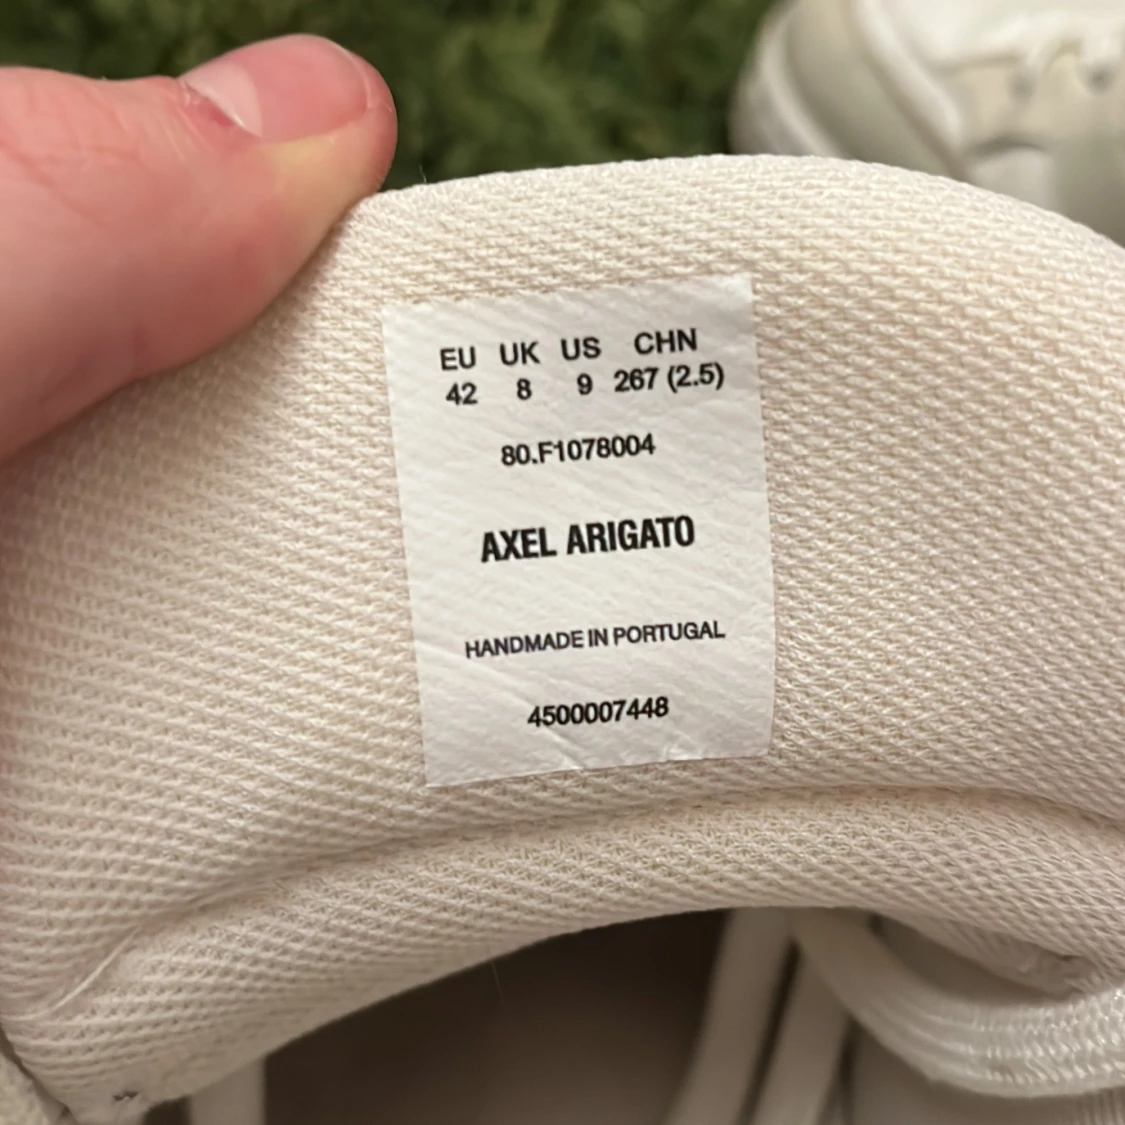 EU UK US CHN
42 8 9 267 (2.5)
80.F1078004
AXEL ARIGATO
HANDMADE IN PORTUGAL
4500007448